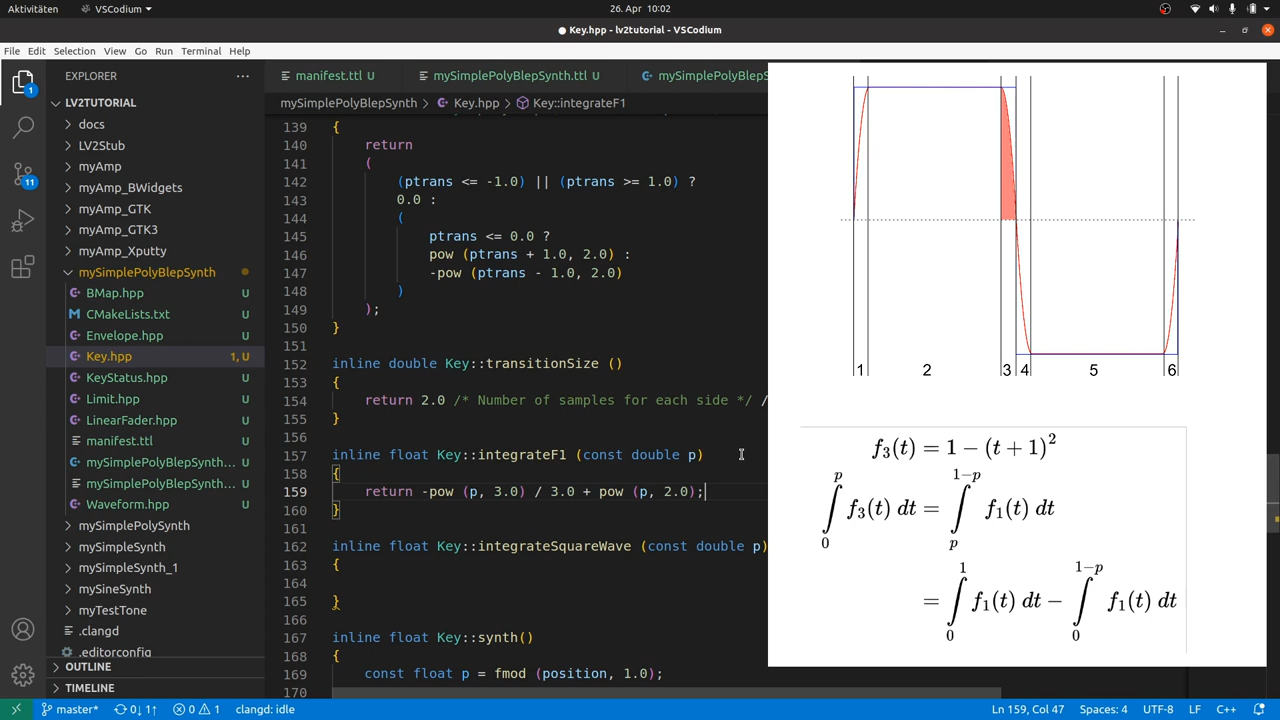 Aktivitäten
VSCodium
26. Apr 10:02
Key.hpp - lv2tutorial - VSCodium
File Edit Selection View Go Run Terminal Help
EXPLORER
LV2TUTORIAL
docs
LV2Stub
myAmp
myAmp_BWidgets
myAmp_GTK
myAmp_GTK3
myAmp_Xputty
mySimplePolyBlepSynth
BMap.hpp U
CMakeLists.txt U
Envelope.hpp U
Key.hpp 1, U
KeyStatus.hpp U
Limit.hpp U
LinearFader.hpp U
manifest.ttl U
mySimplePolyBlepSynth... U
mySimplePolyBlepSynth... U
Waveform.hpp U
mySimplePolySynth
mySimpleSynth
mySimpleSynth_1
mySineSynth
myTestTone
.clangd
.editorconfig
OUTLINE
TIMELINE
1
11
manifest.ttl U
mySimplePolyBlepSynth.ttl U
mySimplePolyBlepS
mySimplePolyBlepSynth > Key.hpp > Key::integrateF1
139 {
140 return
141 (
142 (ptrans <= -1.0) || (ptrans >= 1.0) ?
143 0.0 :
144 (
145 ptrans <= 0.0 ?
146 pow (ptrans + 1.0, 2.0) :
147 -pow (ptrans - 1.0, 2.0)
148 )
149 );
150 }
151
152 inline double Key::transitionSize ()
153 {
154 return 2.0 /* Number of samples for each side */ /
155 }
156
157 inline float Key::integrateF1 (const double p)
158 {
159 return -pow (p, 3.0) / 3.0 + pow (p, 2.0);
160 }
161
162 inline float Key::integrateSquareWave (const double p)
163 {
164
165 }
166
167 inline float Key::synth()
168 {
169 const float p = fmod (position, 1.0);
170
1 2 3 4 5 6
f₃(t) = 1 − (t + 1)²
∫₀ᵖ f₃(t) dt = ∫ₚ¹⁻ᵖ f₁(t) dt
= ∫₀¹ f₁(t) dt − ∫₀¹⁻ᵖ f₁(t) dt
master* 0↓ 1↑ 0 1 clangd: idle
Ln 159, Col 47 Spaces: 4 UTF-8 LF C++